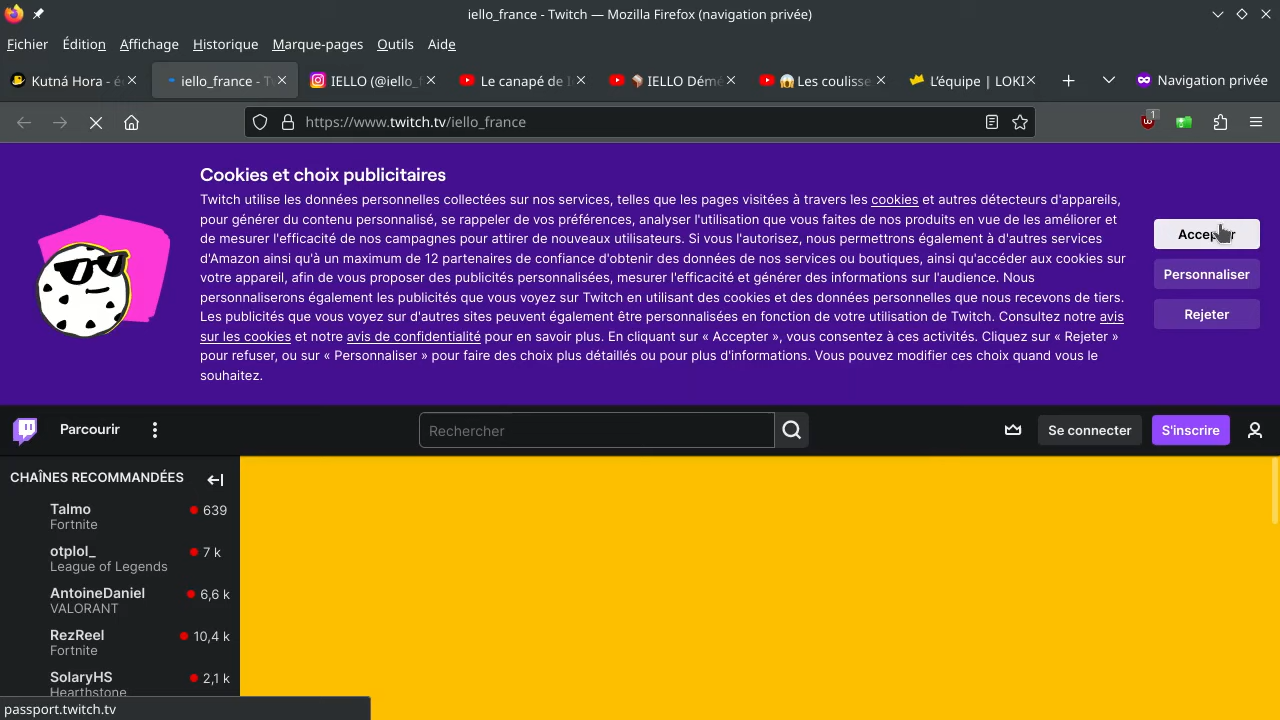 iello_france - Twitch — Mozilla Firefox (navigation privée)
Fichier Édition Affichage Historique Marque-pages Outils Aide
Kutná Hora - é
iello_france - T
IELLO (@iello_f
Le canapé de I
IELLO Démé
Les coulisse
L'équipe | LOKI
Navigation privée
https://www.twitch.tv/iello_france
1
Cookies et choix publicitaires
Twitch utilise les données personnelles collectées sur nos services, telles que les pages visitées à travers les cookies et autres détecteurs d'appareils,
pour générer du contenu personnalisé, se rappeler de vos préférences, analyser l'utilisation que vous faites de nos produits en vue de les améliorer et
de mesurer l'efficacité de nos campagnes pour attirer de nouveaux utilisateurs. Si vous l'autorisez, nous permettrons également à d'autres services
d'Amazon ainsi qu'à un maximum de 12 partenaires de confiance d'obtenir des données de nos services ou boutiques, ainsi qu'accéder aux cookies sur
votre appareil, afin de vous proposer des publicités personnalisées, mesurer l'efficacité et générer des informations sur l'audience. Nous
personnaliserons également les publicités que vous voyez sur Twitch en utilisant des cookies et des données personnelles que nous recevons de tiers.
Les publicités que vous voyez sur d'autres sites peuvent également être personnalisées en fonction de votre utilisation de Twitch. Consultez notre avis
sur les cookies et notre avis de confidentialité pour en savoir plus. En cliquant sur « Accepter », vous consentez à ces activités. Cliquez sur « Rejeter »
pour refuser, ou sur « Personnaliser » pour faire des choix plus détaillés ou pour plus d'informations. Vous pouvez modifier ces choix quand vous le
souhaitez.
Accepter
Personnaliser
Rejeter
Parcourir
Rechercher
Se connecter
S'inscrire
CHAÎNES RECOMMANDÉES
Talmo 639
Fortnite
otplol_ 7 k
League of Legends
AntoineDaniel 6,6 k
VALORANT
RezReel 10,4 k
Fortnite
SolaryHS 2,1 k
Hearthstone
passport.twitch.tv